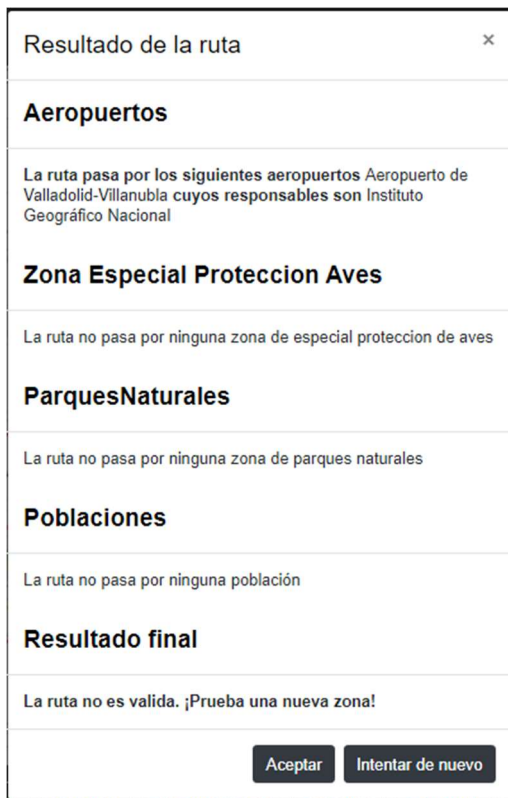 Resultado de la ruta ×
Aeropuertos
La ruta pasa por los siguientes aeropuertos Aeropuerto de
Valladolid-Villanubla cuyos responsables son Instituto
Geográfico Nacional
Zona Especial Proteccion Aves
La ruta no pasa por ninguna zona de especial proteccion de aves
ParquesNaturales
La ruta no pasa por ninguna zona de parques naturales
Poblaciones
La ruta no pasa por ninguna población
Resultado final
La ruta no es valida. ¡Prueba una nueva zona!
Aceptar Intentar de nuevo